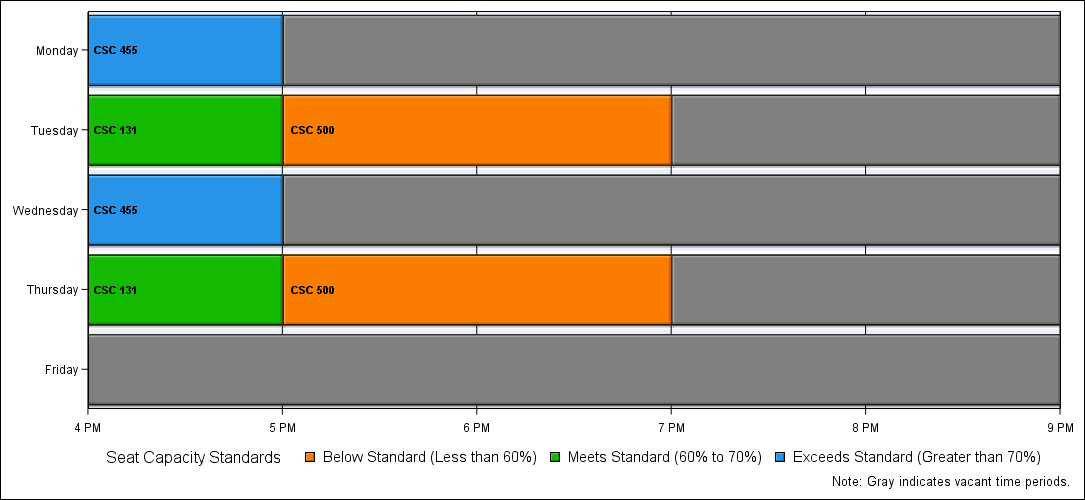 Monday CSC 455
Tuesday CSC 131 CSC 500
Wednesday CSC 455
Thursday CSC 131 CSC 500
Friday
4 PM 5 PM 6 PM 7 PM 8 PM 9 PM
Seat Capacity Standards Below Standard (Less than 60%) Meets Standard (60% to 70%) Exceeds Standard (Greater than 70%)
Note: Gray indicates vacant time periods.